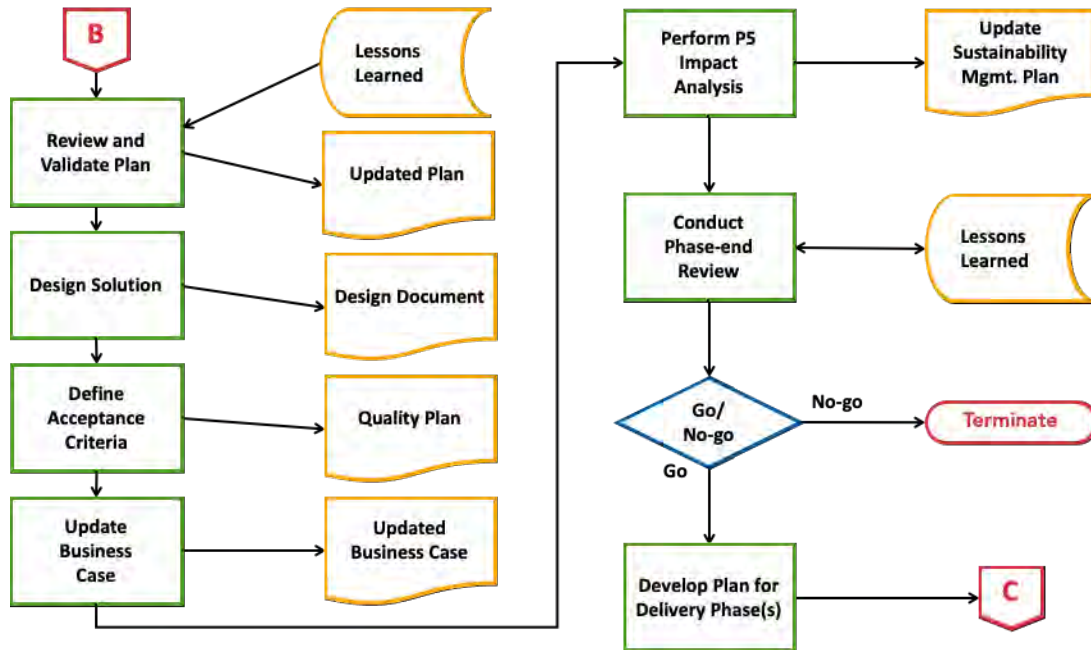 B
Lessons
Learned
Review and
Validate Plan
Updated Plan
Design Solution
Design Document
Define
Acceptance
Criteria
Quality Plan
Update
Business
Case
Updated
Business Case
Perform P5
Impact
Analysis
Update
Sustainability
Mgmt. Plan
Conduct
Phase-end
Review
Lessons
Learned
Go/
No-go
No-go
Terminate
Go
Develop Plan for
Delivery Phase(s)
C